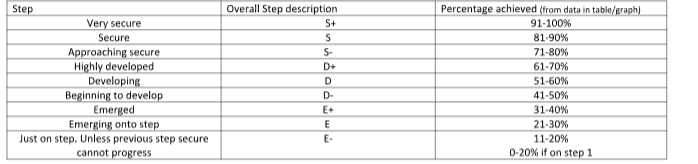 Step Overall Step description Percentage achieved (from data in table/graph)
Very secure S+ 91-100%
Secure S 81-90%
Approaching secure S- 71-80%
Highly developed D+ 61-70%
Developing D 51-60%
Beginning to develop D- 41-50%
Emerged E+ 31-40%
Emerging onto step E 21-30%
Just on step. Unless previous step secure E- 11-20%
cannot progress 0-20% if on step 1